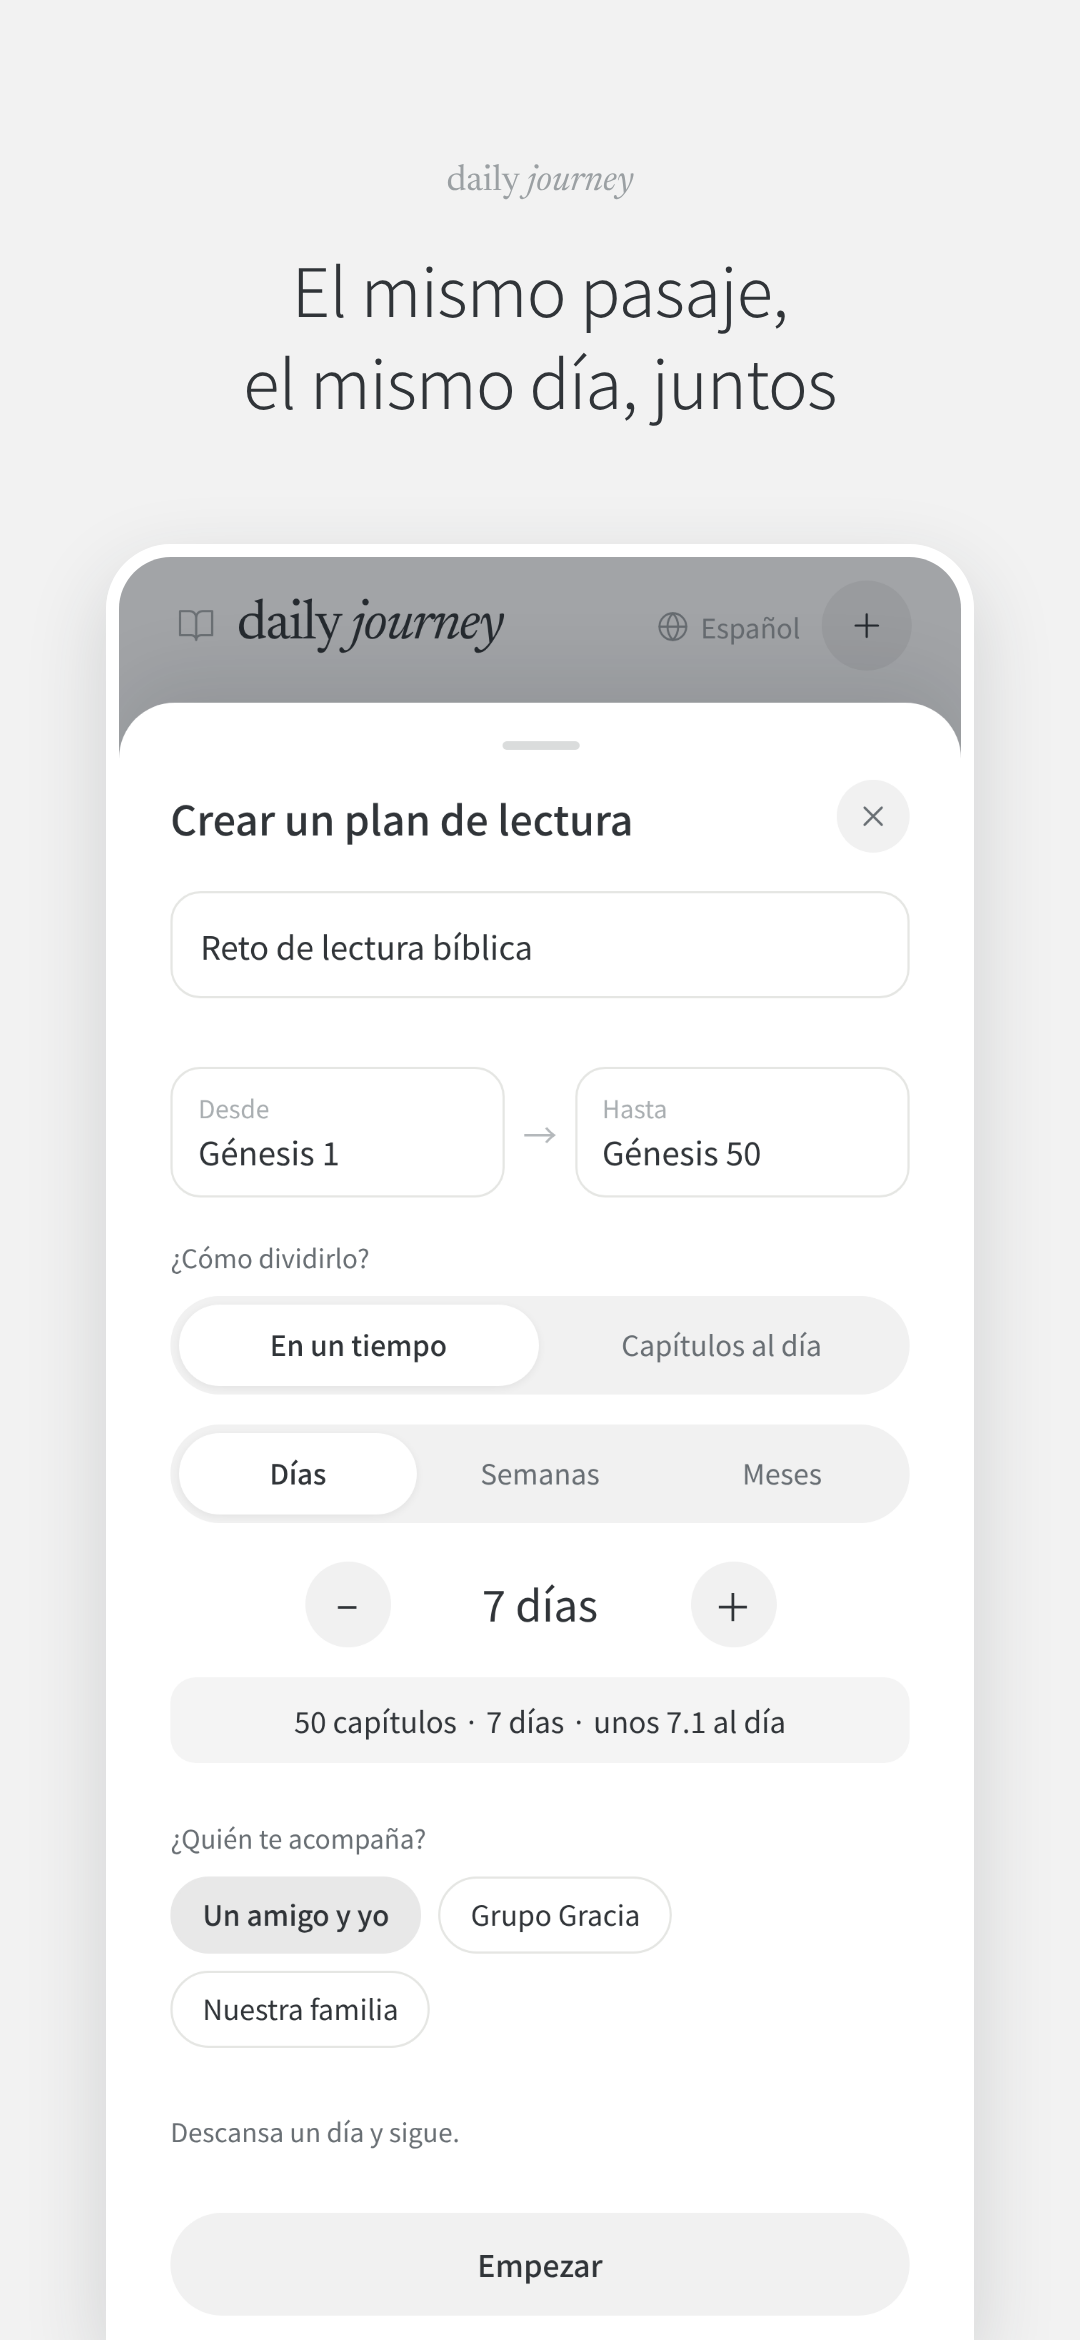 daily journey
El mismo pasaje,
el mismo día, juntos
daily journey
Español
+
Crear un plan de lectura
Reto de lectura bíblica
Desde
Génesis 1
→
Hasta
Génesis 50
¿Cómo dividirlo?
En un tiempo
Capítulos al día
Días
Semanas
Meses
–
7 días
+
50 capítulos · 7 días · unos 7.1 al día
¿Quién te acompaña?
Un amigo y yo
Grupo Gracia
Nuestra familia
Descansa un día y sigue.
Empezar